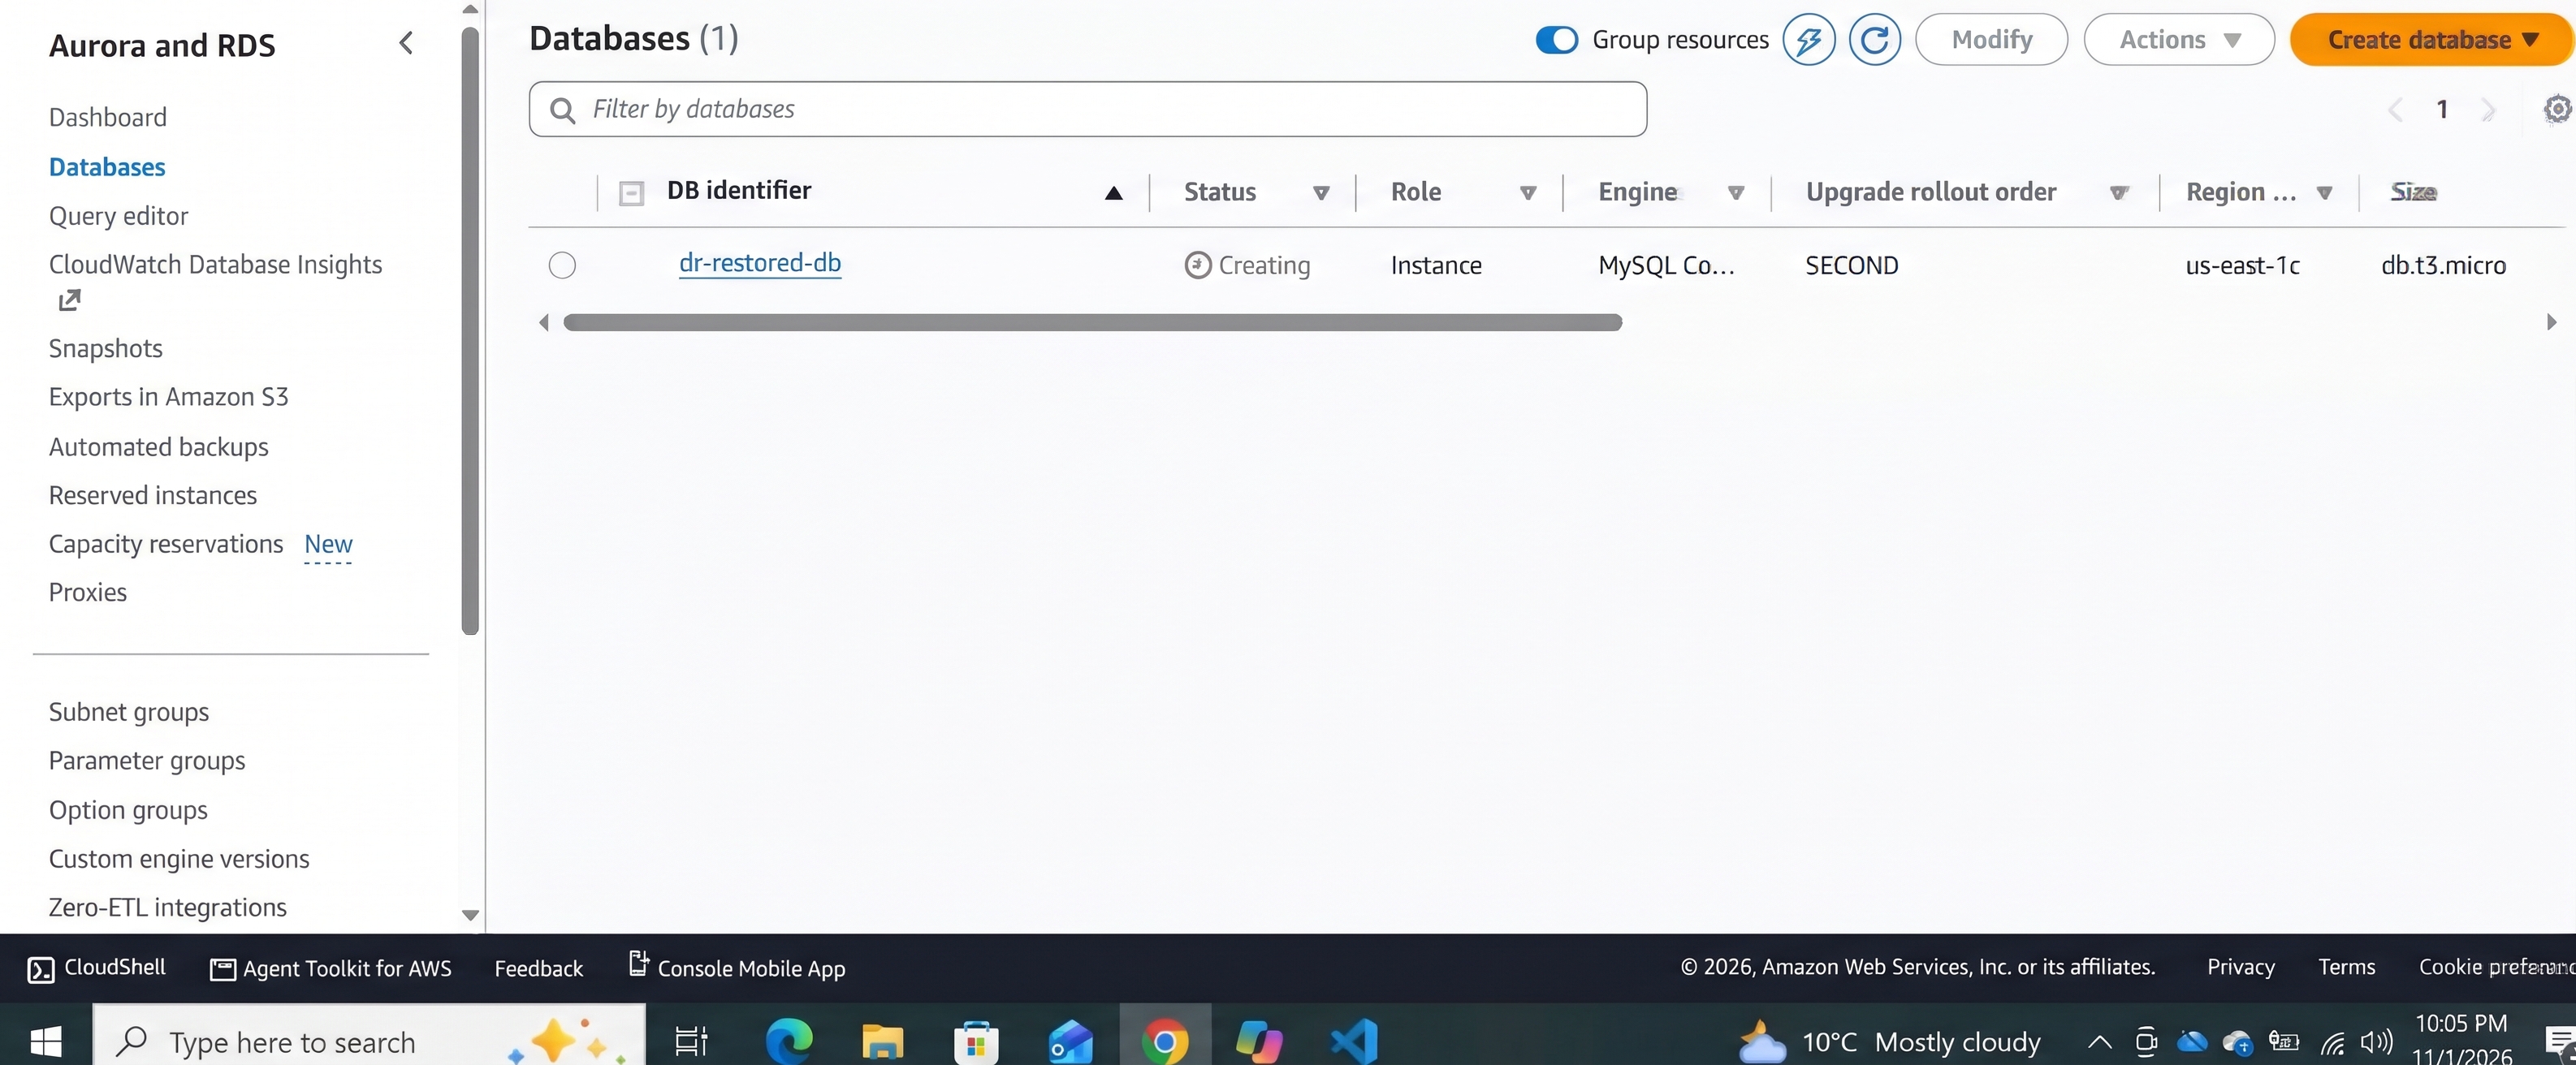 Aurora and RDS
Dashboard
Databases
Query editor
CloudWatch Database Insights
Snapshots
Exports in Amazon S3
Automated backups
Reserved instances
Capacity reservations New
Proxies
Subnet groups
Parameter groups
Option groups
Custom engine versions
Zero-ETL integrations
Databases (1)
Group resources Modify Actions Create database
Filter by databases
1
DB identifier Status Role Engine Upgrade rollout order Region ... Size
dr-restored-db Creating Instance MySQL Co... SECOND us-east-1c db.t3.micro
CloudShell Agent Toolkit for AWS Feedback Console Mobile App © 2026, Amazon Web Services, Inc. or its affiliates. Privacy Terms Cookie
Type here to search 10°C Mostly cloudy 10:05 PM
11/1/2026